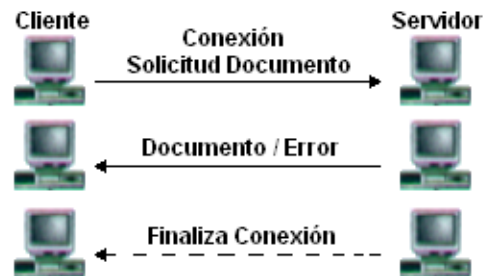 Cliente
Servidor
Conexión
Solicitud Documento
Documento / Error
Finaliza Conexión